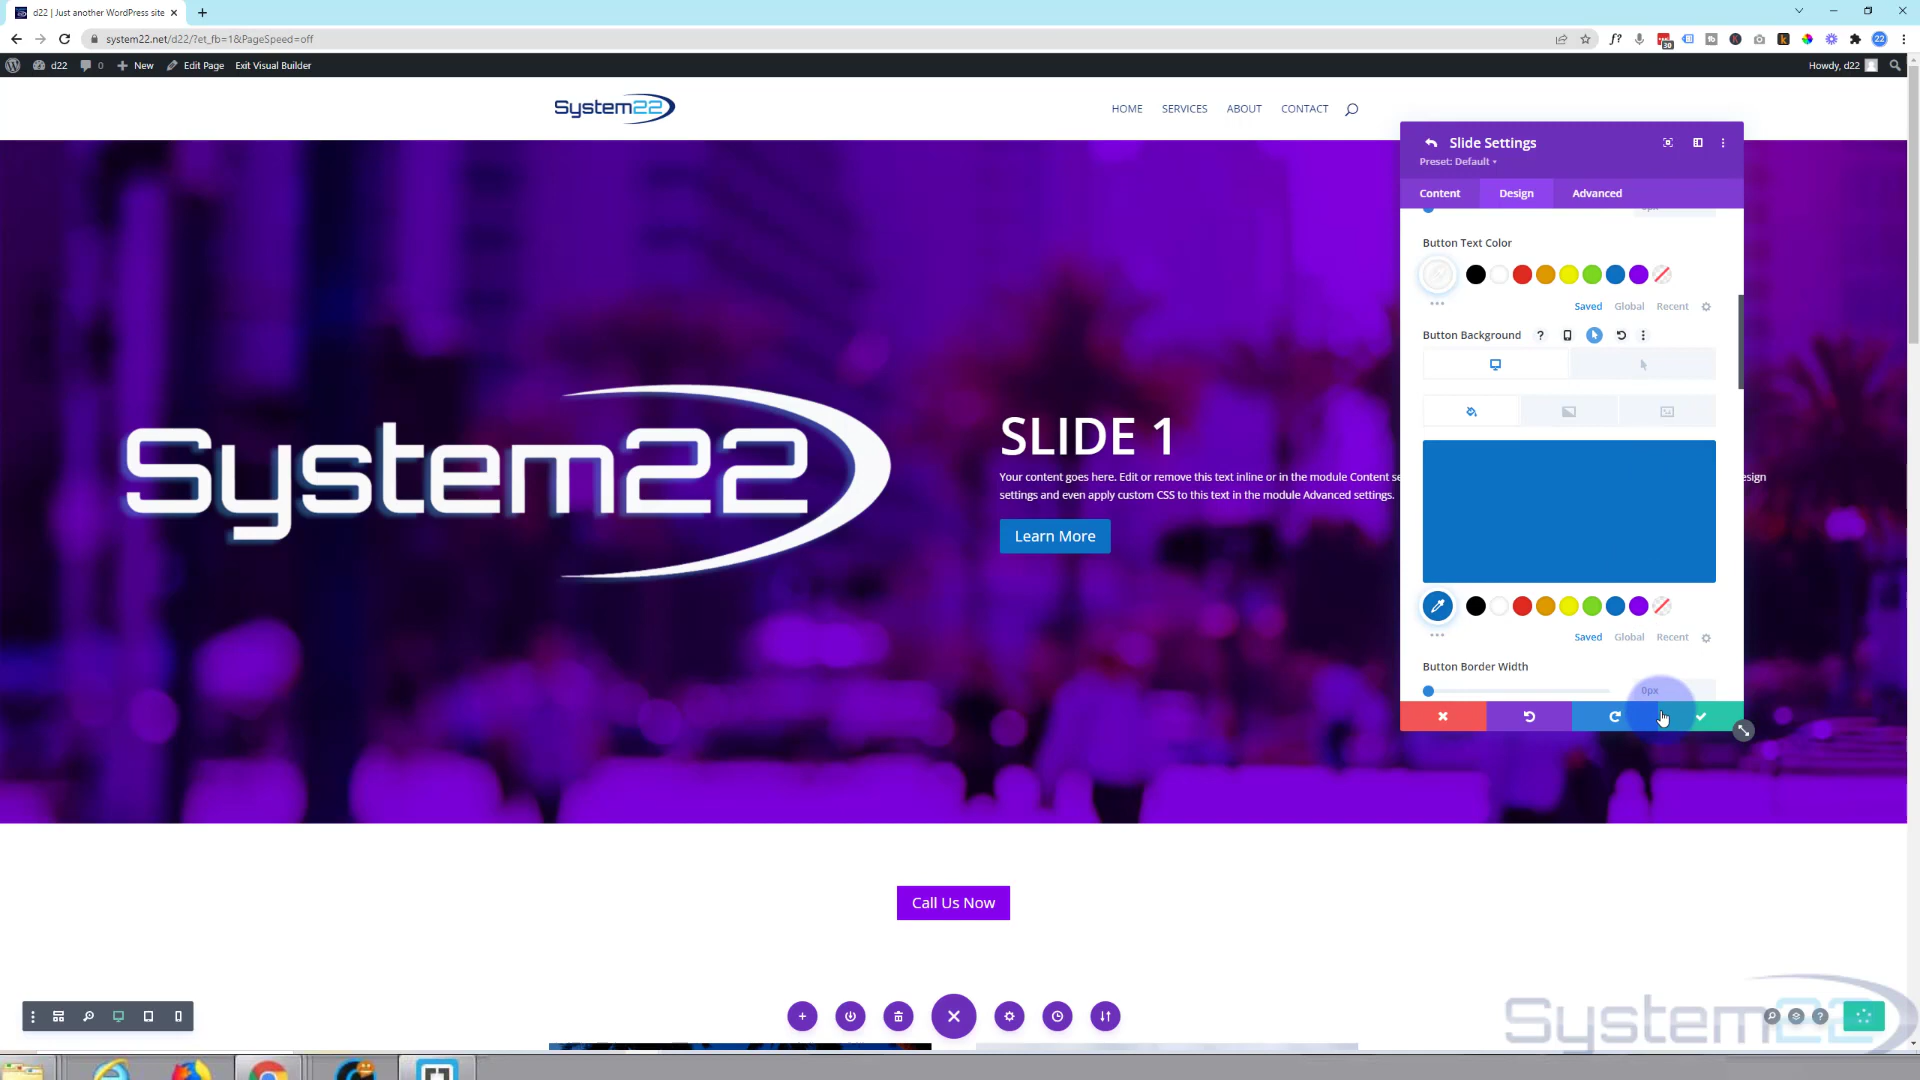 d22 | Just another WordPress site
system22.net/d22/?et_fb=1&PageSpeed=off
30
22
d22
0
New
Edit Page
Exit Visual Builder
Howdy, d22
System22
HOME
SERVICES
ABOUT
CONTACT
Slide Settings
Preset: Default
Content
Design
Advanced
Button Text Color
Saved
Global
Recent
Button Background
Saved
Global
Recent
Button Border Width
0px
System22
SLIDE 1
Your content goes here. Edit or remove this text inline or in the module Content se
sign
settings and even apply custom CSS to this text in the module Advanced settings.
Learn More
Call Us Now
System22